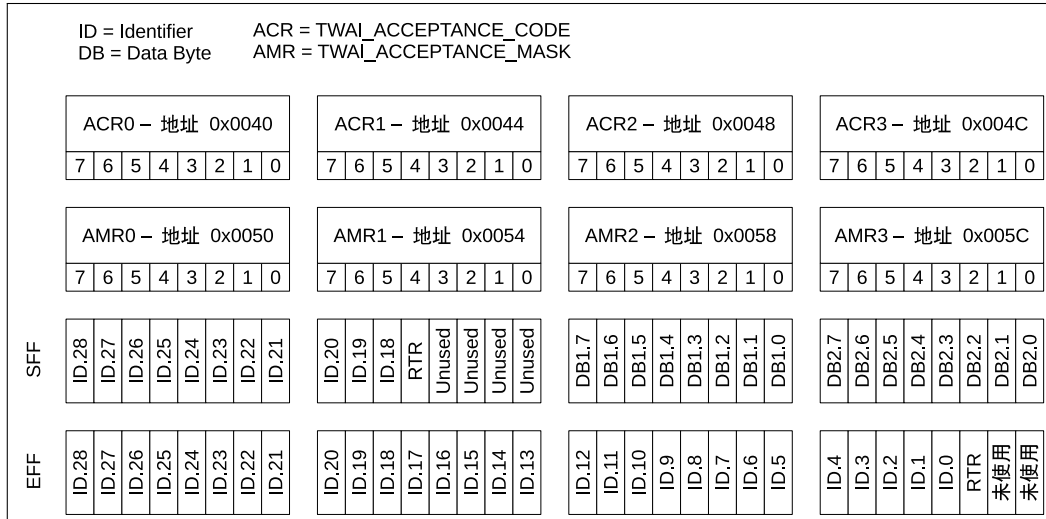 ID = Identifier ACR = TWAI_ACCEPTANCE_CODE
DB = Data Byte AMR = TWAI_ACCEPTANCE_MASK
ACR0 – 地址 0x0040 ACR1 – 地址 0x0044 ACR2 – 地址 0x0048 ACR3 – 地址 0x004C
7 6 5 4 3 2 1 0 7 6 5 4 3 2 1 0 7 6 5 4 3 2 1 0 7 6 5 4 3 2 1 0
AMR0 – 地址 0x0050 AMR1 – 地址 0x0054 AMR2 – 地址 0x0058 AMR3 – 地址 0x005C
7 6 5 4 3 2 1 0 7 6 5 4 3 2 1 0 7 6 5 4 3 2 1 0 7 6 5 4 3 2 1 0
SFF ID.28 ID.27 ID.26 ID.25 ID.24 ID.23 ID.22 ID.21 ID.20 ID.19 ID.18 RTR Unused Unused Unused Unused DB1.7 DB1.6 DB1.5 DB1.4 DB1.3 DB1.2 DB1.1 DB1.0 DB2.7 DB2.6 DB2.5 DB2.4 DB2.3 DB2.2 DB2.1 DB2.0
EFF ID.28 ID.27 ID.26 ID.25 ID.24 ID.23 ID.22 ID.21 ID.20 ID.19 ID.18 ID.17 ID.16 ID.15 ID.14 ID.13 ID.12 ID.11 ID.10 ID.9 ID.8 ID.7 ID.6 ID.5 ID.4 ID.3 ID.2 ID.1 ID.0 RTR 未使用 未使用